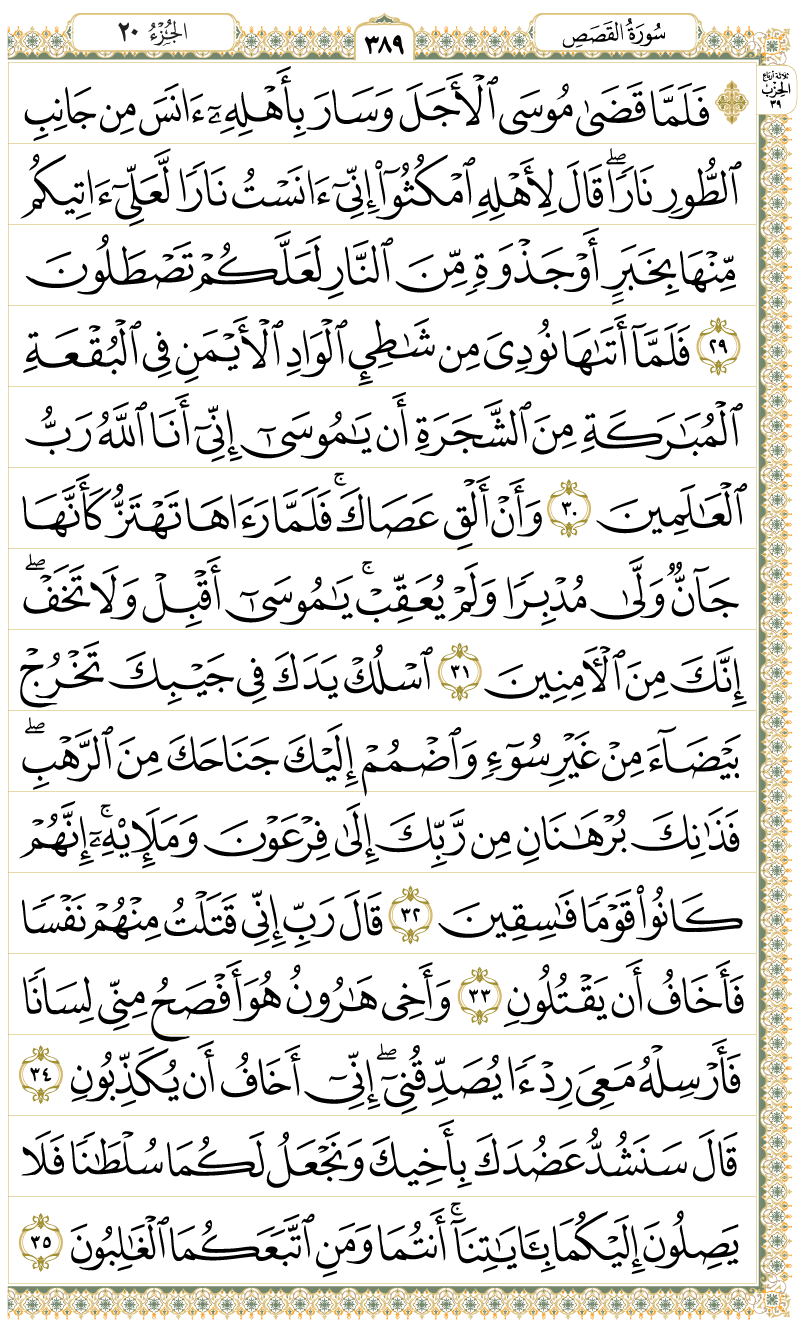 سُورَةُ القَصَصِ
٣٨٩
الجُزْءُ ٢٠
ثلاثة أرباع
الحِزْب
٣٩
۞ فَلَمَّا قَضَىٰ مُوسَى ٱلْأَجَلَ وَسَارَ بِأَهْلِهِۦٓ ءَانَسَ مِن جَانِبِ
ٱلطُّورِ نَارًاۖ قَالَ لِأَهْلِهِ ٱمْكُثُوٓا۟ إِنِّىٓ ءَانَسْتُ نَارًا لَّعَلِّىٓ ءَاتِيكُم
مِّنْهَا بِخَبَرٍ أَوْ جَذْوَةٍ مِّنَ ٱلنَّارِ لَعَلَّكُمْ تَصْطَلُونَ
٢٩ فَلَمَّآ أَتَىٰهَا نُودِىَ مِن شَـٰطِئِ ٱلْوَادِ ٱلْأَيْمَنِ فِى ٱلْبُقْعَةِ
ٱلْمُبَـٰرَكَةِ مِنَ ٱلشَّجَرَةِ أَن يَـٰمُوسَىٰٓ إِنِّىٓ أَنَا ٱللَّهُ رَبُّ
ٱلْعَـٰلَمِينَ ٣٠ وَأَنْ أَلْقِ عَصَاكَۚ فَلَمَّا رَءَاهَا تَهْتَزُّ كَأَنَّهَا
جَآنٌّ وَلَّىٰ مُدْبِرًا وَلَمْ يُعَقِّبْۚ يَـٰمُوسَىٰٓ أَقْبِلْ وَلَا تَخَفْۖ
إِنَّكَ مِنَ ٱلْـَٔامِنِينَ ٣١ ٱسْلُكْ يَدَكَ فِى جَيْبِكَ تَخْرُجْ
بَيْضَآءَ مِنْ غَيْرِ سُوٓءٍ وَٱضْمُمْ إِلَيْكَ جَنَاحَكَ مِنَ ٱلرَّهْبِۖ
فَذَٰنِكَ بُرْهَـٰنَانِ مِن رَّبِّكَ إِلَىٰ فِرْعَوْنَ وَمَلَإِي۟هِۦٓۚ إِنَّهُمْ
كَانُوا۟ قَوْمًا فَـٰسِقِينَ ٣٢ قَالَ رَبِّ إِنِّى قَتَلْتُ مِنْهُمْ نَفْسًا
فَأَخَافُ أَن يَقْتُلُونِ ٣٣ وَأَخِى هَـٰرُونُ هُوَ أَفْصَحُ مِنِّى لِسَانًا
فَأَرْسِلْهُ مَعِىَ رِدْءًا يُصَدِّقُنِىٓۖ إِنِّىٓ أَخَافُ أَن يُكَذِّبُونِ ٣٤
قَالَ سَنَشُدُّ عَضُدَكَ بِأَخِيكَ وَنَجْعَلُ لَكُمَا سُلْطَـٰنًا فَلَا
يَصِلُونَ إِلَيْكُمَا بِـَٔايَـٰتِنَآۚ أَنتُمَا وَمَنِ ٱتَّبَعَكُمَا ٱلْغَـٰلِبُونَ ٣٥